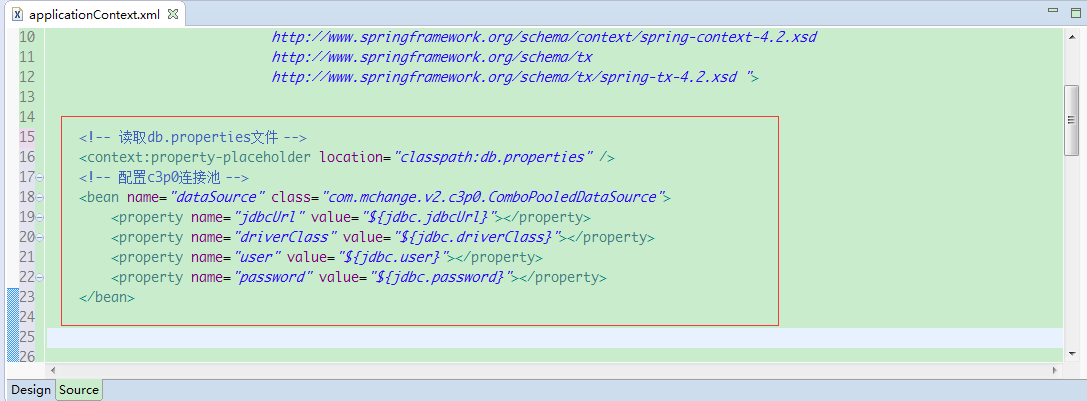 applicationContext.xml
10 http://www.springframework.org/schema/context/spring-context-4.2.xsd
11 http://www.springframework.org/schema/tx
12 http://www.springframework.org/schema/tx/spring-tx-4.2.xsd ">
13
14
15 <!-- 读取db.properties文件 -->
16 <context:property-placeholder location="classpath:db.properties" />
17 <!-- 配置c3p0连接池 -->
18 <bean name="dataSource" class="com.mchange.v2.c3p0.ComboPooledDataSource">
19 <property name="jdbcUrl" value="${jdbc.jdbcUrl}"></property>
20 <property name="driverClass" value="${jdbc.driverClass}"></property>
21 <property name="user" value="${jdbc.user}"></property>
22 <property name="password" value="${jdbc.password}"></property>
23 </bean>
24
25
26
Design Source